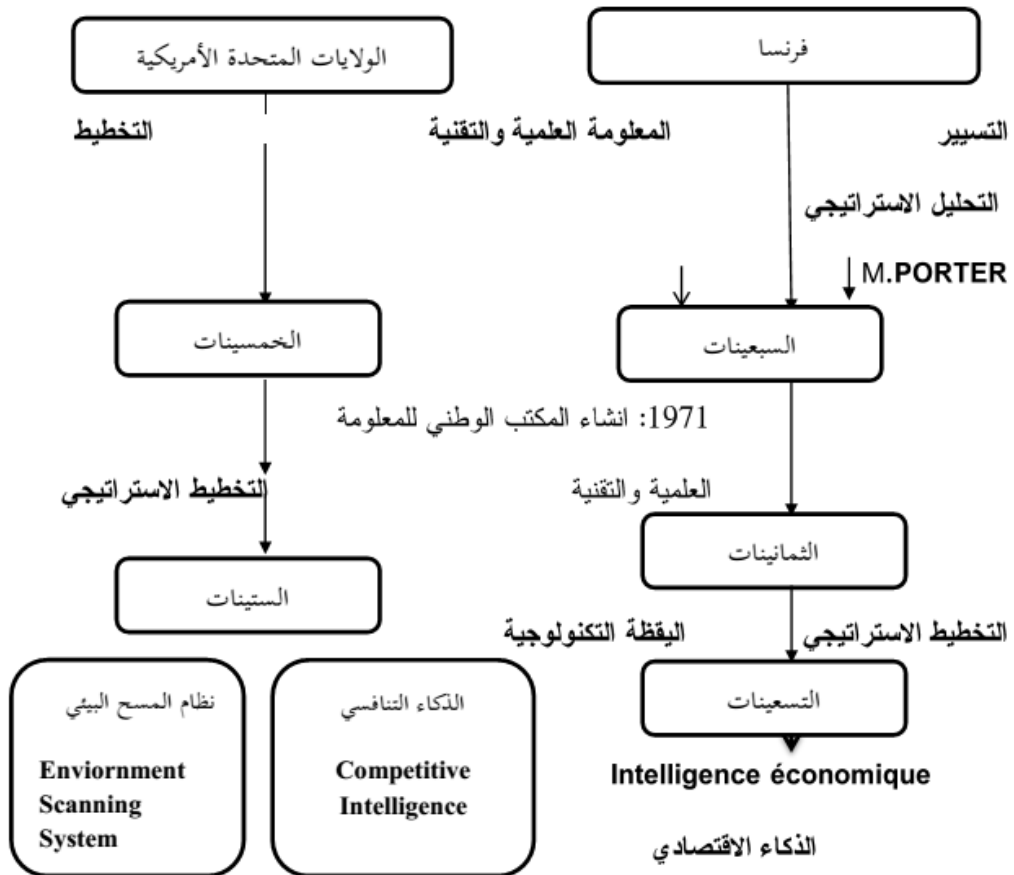 فرنسا
الولايات المتحدة الأمريكية
التسيير
المعلومة العلمية والتقنية
التخطيط
التحليل الاستراتيجي
M.PORTER
السبعينات
الخمسينات
1971: انشاء المكتب الوطني للمعلومة
العلمية والتقنية
التخطيط الاستراتيجي
الثمانينات
الستينات
التخطيط الاستراتيجي
اليقظة التكنولوجية
التسعينات
الذكاء التنافسي
نظام المسح البيئي
Intelligence économique
Competitive
Intelligence
Enviornment
Scanning
System
الذكاء الاقتصادي